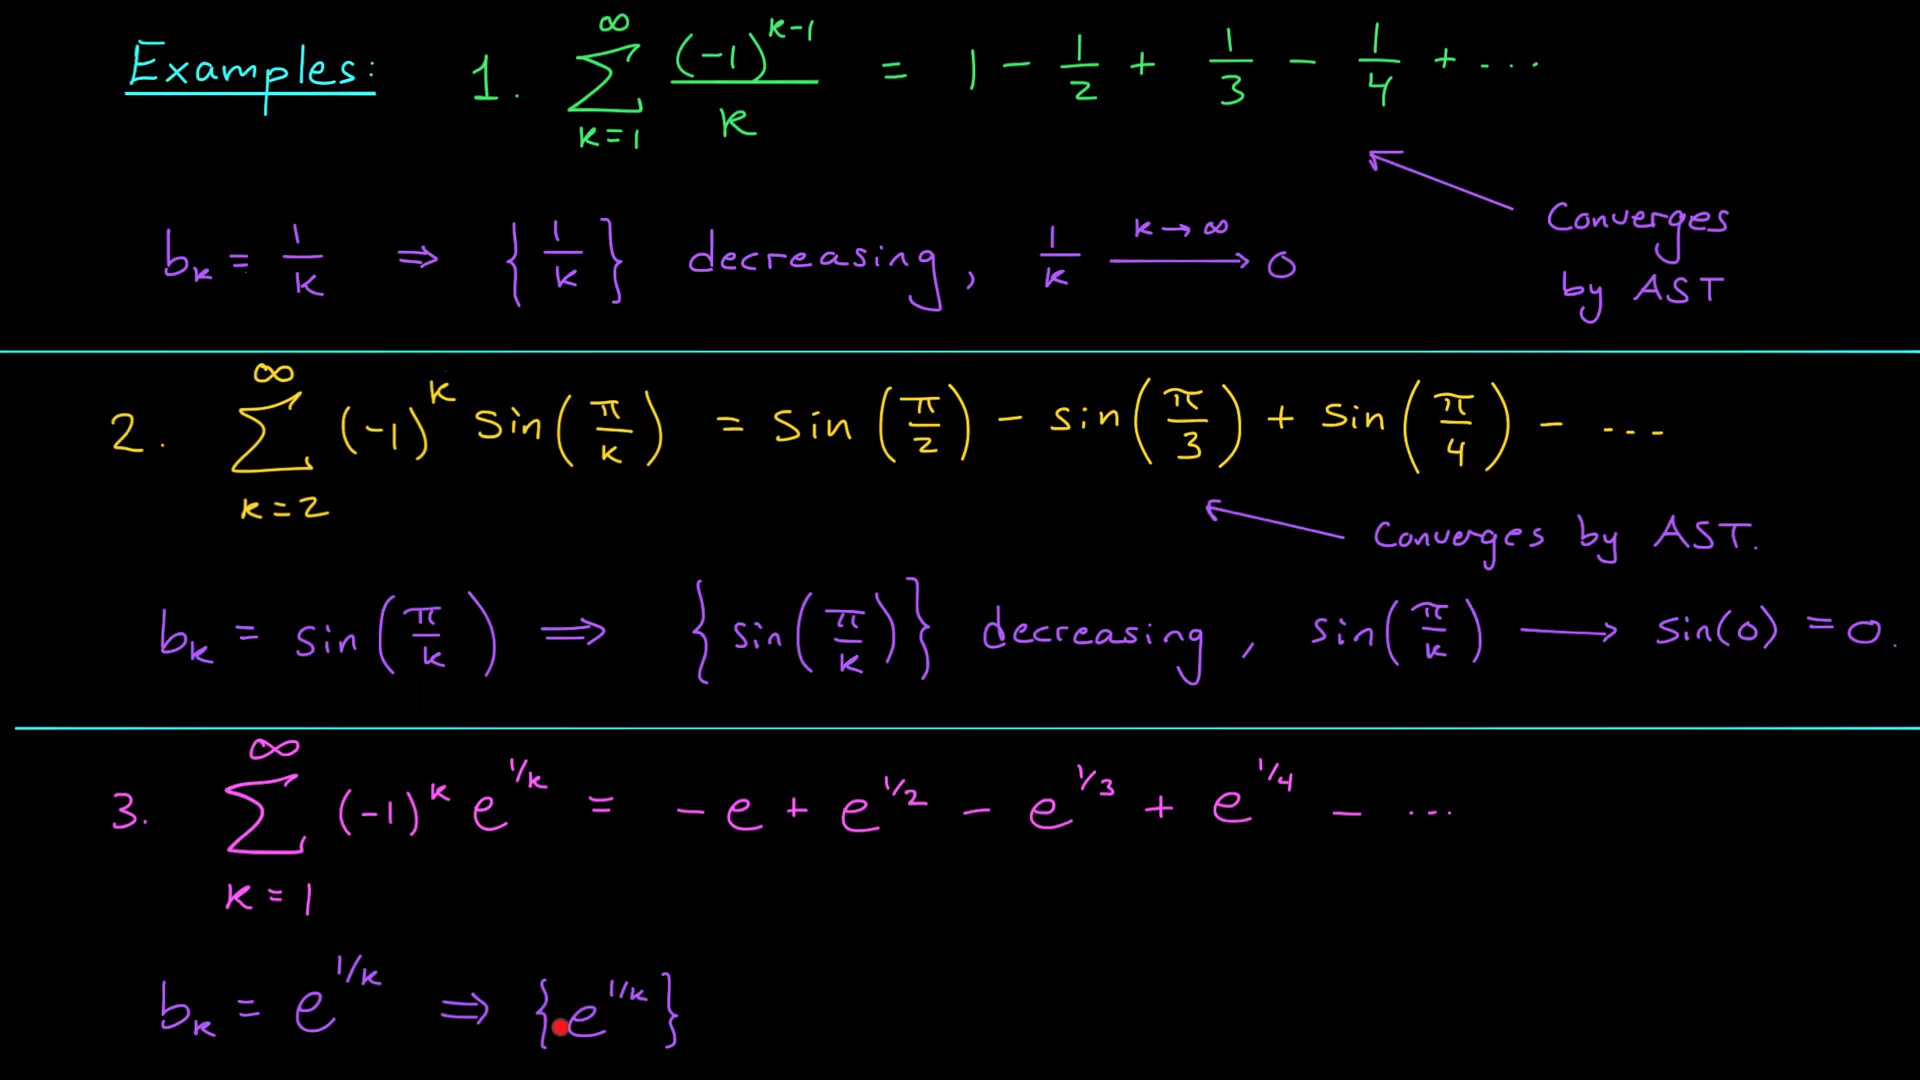 Examples: 1. ∑_{k=1}^{∞} (-1)^{k-1}/k = 1 - 1/2 + 1/3 - 1/4 + ...
Converges
by AST
b_k = 1/k ⇒ {1/k} decreasing, 1/k —k→∞→ 0
2. ∑_{k=2}^{∞} (-1)^k sin(π/k) = sin(π/2) - sin(π/3) + sin(π/4) - ...
Converges by AST.
b_k = sin(π/k) ⇒ {sin(π/k)} decreasing, sin(π/k) → sin(0) = 0.
3. ∑_{k=1}^{∞} (-1)^k e^{1/k} = -e + e^{1/2} - e^{1/3} + e^{1/4} - ...
b_k = e^{1/k} ⇒ {e^{1/k}}